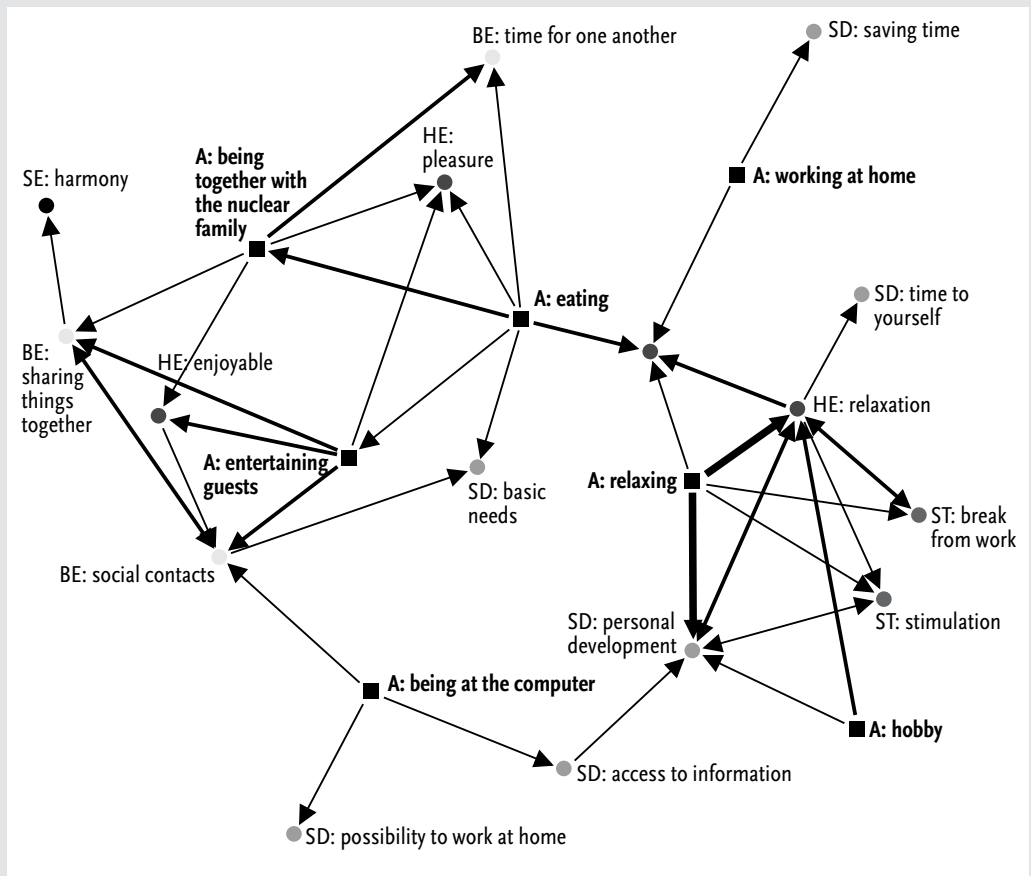 BE: time for one another
SD: saving time
HE:
pleasure
A: being
together with
the nuclear
family
SE: harmony
A: working at home
A: eating
SD: time to
yourself
BE:
sharing
things
together
HE: enjoyable
HE: relaxation
A: entertaining
guests
A: relaxing
SD: basic
needs
ST: break
from work
BE: social contacts
SD: personal
development
ST: stimulation
A: being at the computer
A: hobby
SD: access to information
SD: possibility to work at home